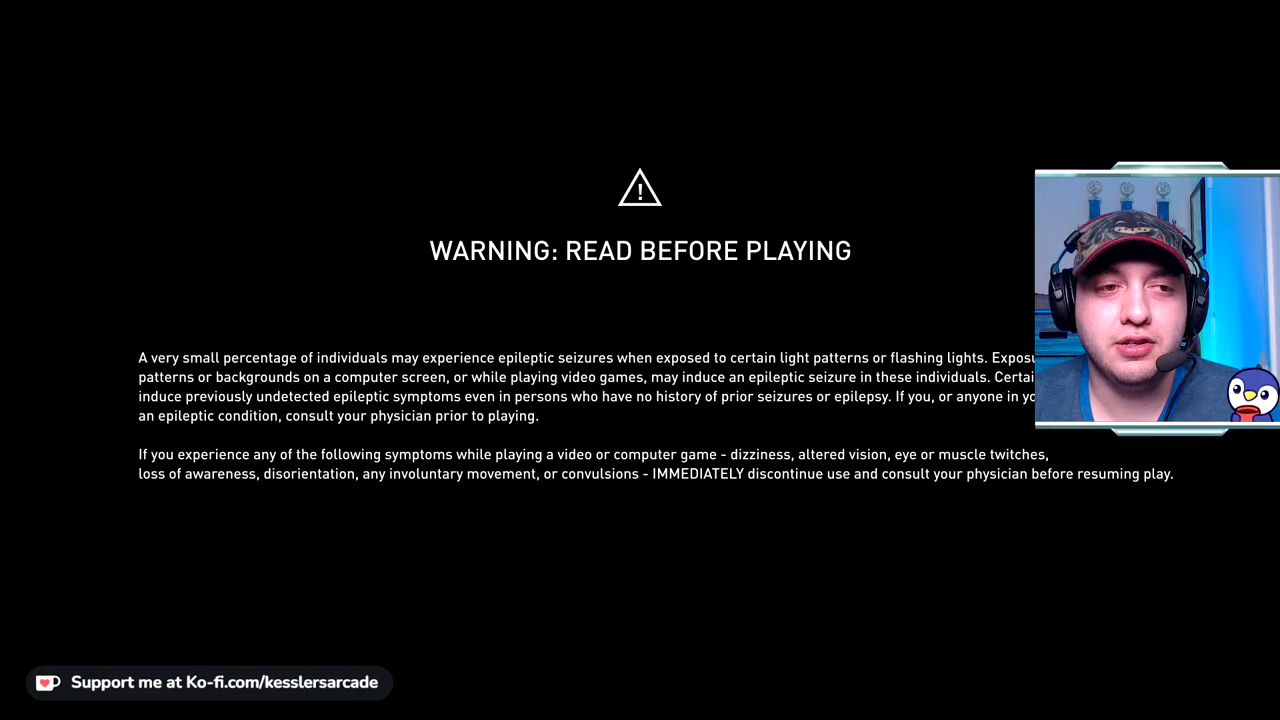 WARNING: READ BEFORE PLAYING
A very small percentage of individuals may experience epileptic seizures when exposed to certain light patterns or flashing lights.
patterns or backgrounds on a computer screen, or while playing video games, may induce an epileptic seizure in these individuals.
induce previously undetected epileptic symptoms even in persons who have no history of prior seizures or epilepsy. If you, or anyone in
an epileptic condition, consult your physician prior to playing.
If you experience any of the following symptoms while playing a video or computer game - dizziness, altered vision, eye or muscle twitches,
loss of awareness, disorientation, any involuntary movement, or convulsions - IMMEDIATELY discontinue use and consult your physician before resuming play.
Support me at Ko-fi.com/kesslersarcade